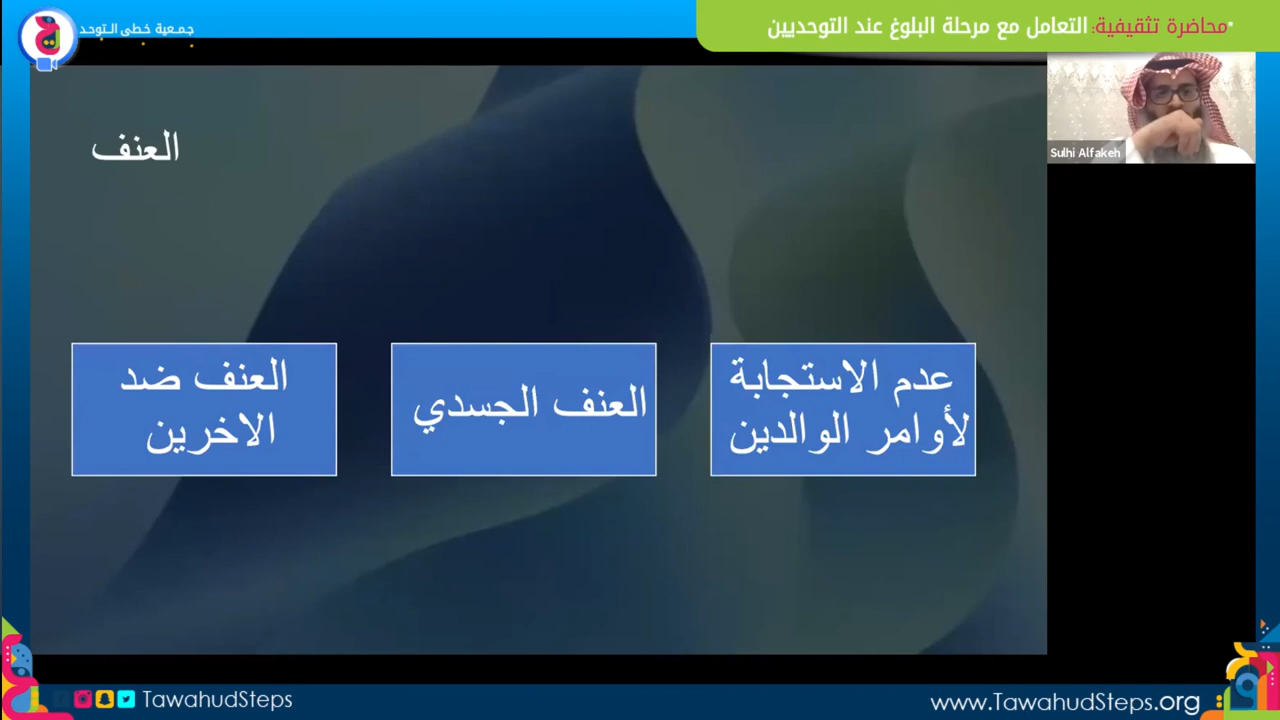 •محاضرة تثقيفية: التعامل مع مرحلة البلوغ عند التوحديين
جمعية خطى التوحد
Sulhi Alfakeh
العنف
عدم الاستجابة
لأوامر الوالدين
العنف الجسدي
العنف ضد
الاخرين
TawahudSteps
www.TawahudSteps.org